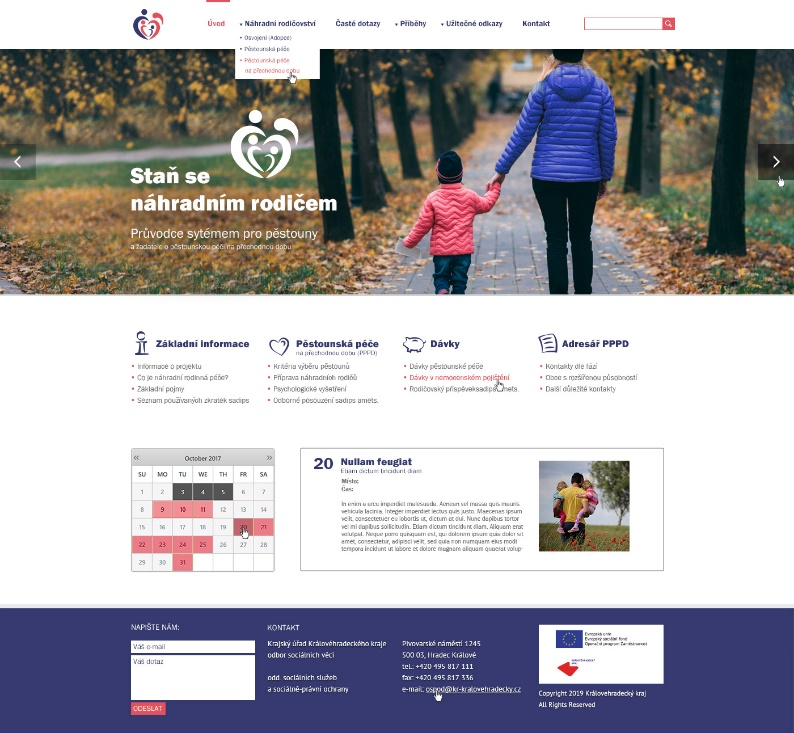 Úvod
Náhradní rodičovství
Časté dotazy
Příběhy
Užitečné odkazy
Kontakt
Osvojení (Adopce)
Pěstounská péče
Pěstounská péče
na přechodnou dobu
Staň se
náhradním rodičem
Průvodce sytémem pro pěstouny
a žadatele o pěstounskou péči na přechodnou dobu
Základní informace
Informace o projektu
Co je náhradní rodinná péče?
Základní pojmy
Seznam používaných zkratek sadips
Pěstounská péče
na přechodnou dobu (PPPD)
Kritéria výběru pěstounů
Příprava náhradních rodičů
Psychologické vyšetření
Odborné posouzení sadips amets.
Dávky
Dávky pěstounské péče
Dávky v nemocenském pojištění
Rodičovský příspěveksadips amets.
Adresář PPPD
Kontakty dle fází
Obce s rozšířenou působností
Další důležité kontakty
« October 2017 »
SU MO TU WE TH FR SA
1 2 3 4 5 6 7
8 9 10 11 12 13 14
15 16 17 18 19 20 21
22 23 24 25 26 27 28
29 30 31
20 Nullam feugiat
Etiam dictum tincidunt diam
Místo:
Čas:
In enim a arcu imperdiet malesuada. Aenean vel massa quis mauris
vehicula lacinia. Integer imperdiet lectus quis justo. Maecenas ipsum
velit, consectetuer eu lobortis ut, dictum at dui. Nunc dapibus tortor
vel mi dapibus sollicitudin. Etiam dictum tincidunt diam. Aliquam erat
volutpat. Neque porro quisquam est, qui dolorem ipsum quia dolor sit
amet, consectetur, adipisci velit, sed quia non numquam eius modi
tempora incidunt ut labore et dolore magnam aliquam quaerat volup-
NAPIŠTE NÁM:
Váš e-mail
Váš dotaz
ODESLAT
KONTAKT
Krajský úřad Královéhradeckého kraje
odbor sociálních věcí
odd. sociálních služeb
a sociálně-právní ochrany
Pivovarské náměstí 1245
500 03, Hradec Králové
tel.: +420 495 817 111
fax: +420 495 817 336
e-mail: ospod@kr-kralovehradecky.cz
Evropská unie
Evropský sociální fond
Operační program Zaměstnanost
Copyright 2019 Královehradecký kraj
All Rights Reserved